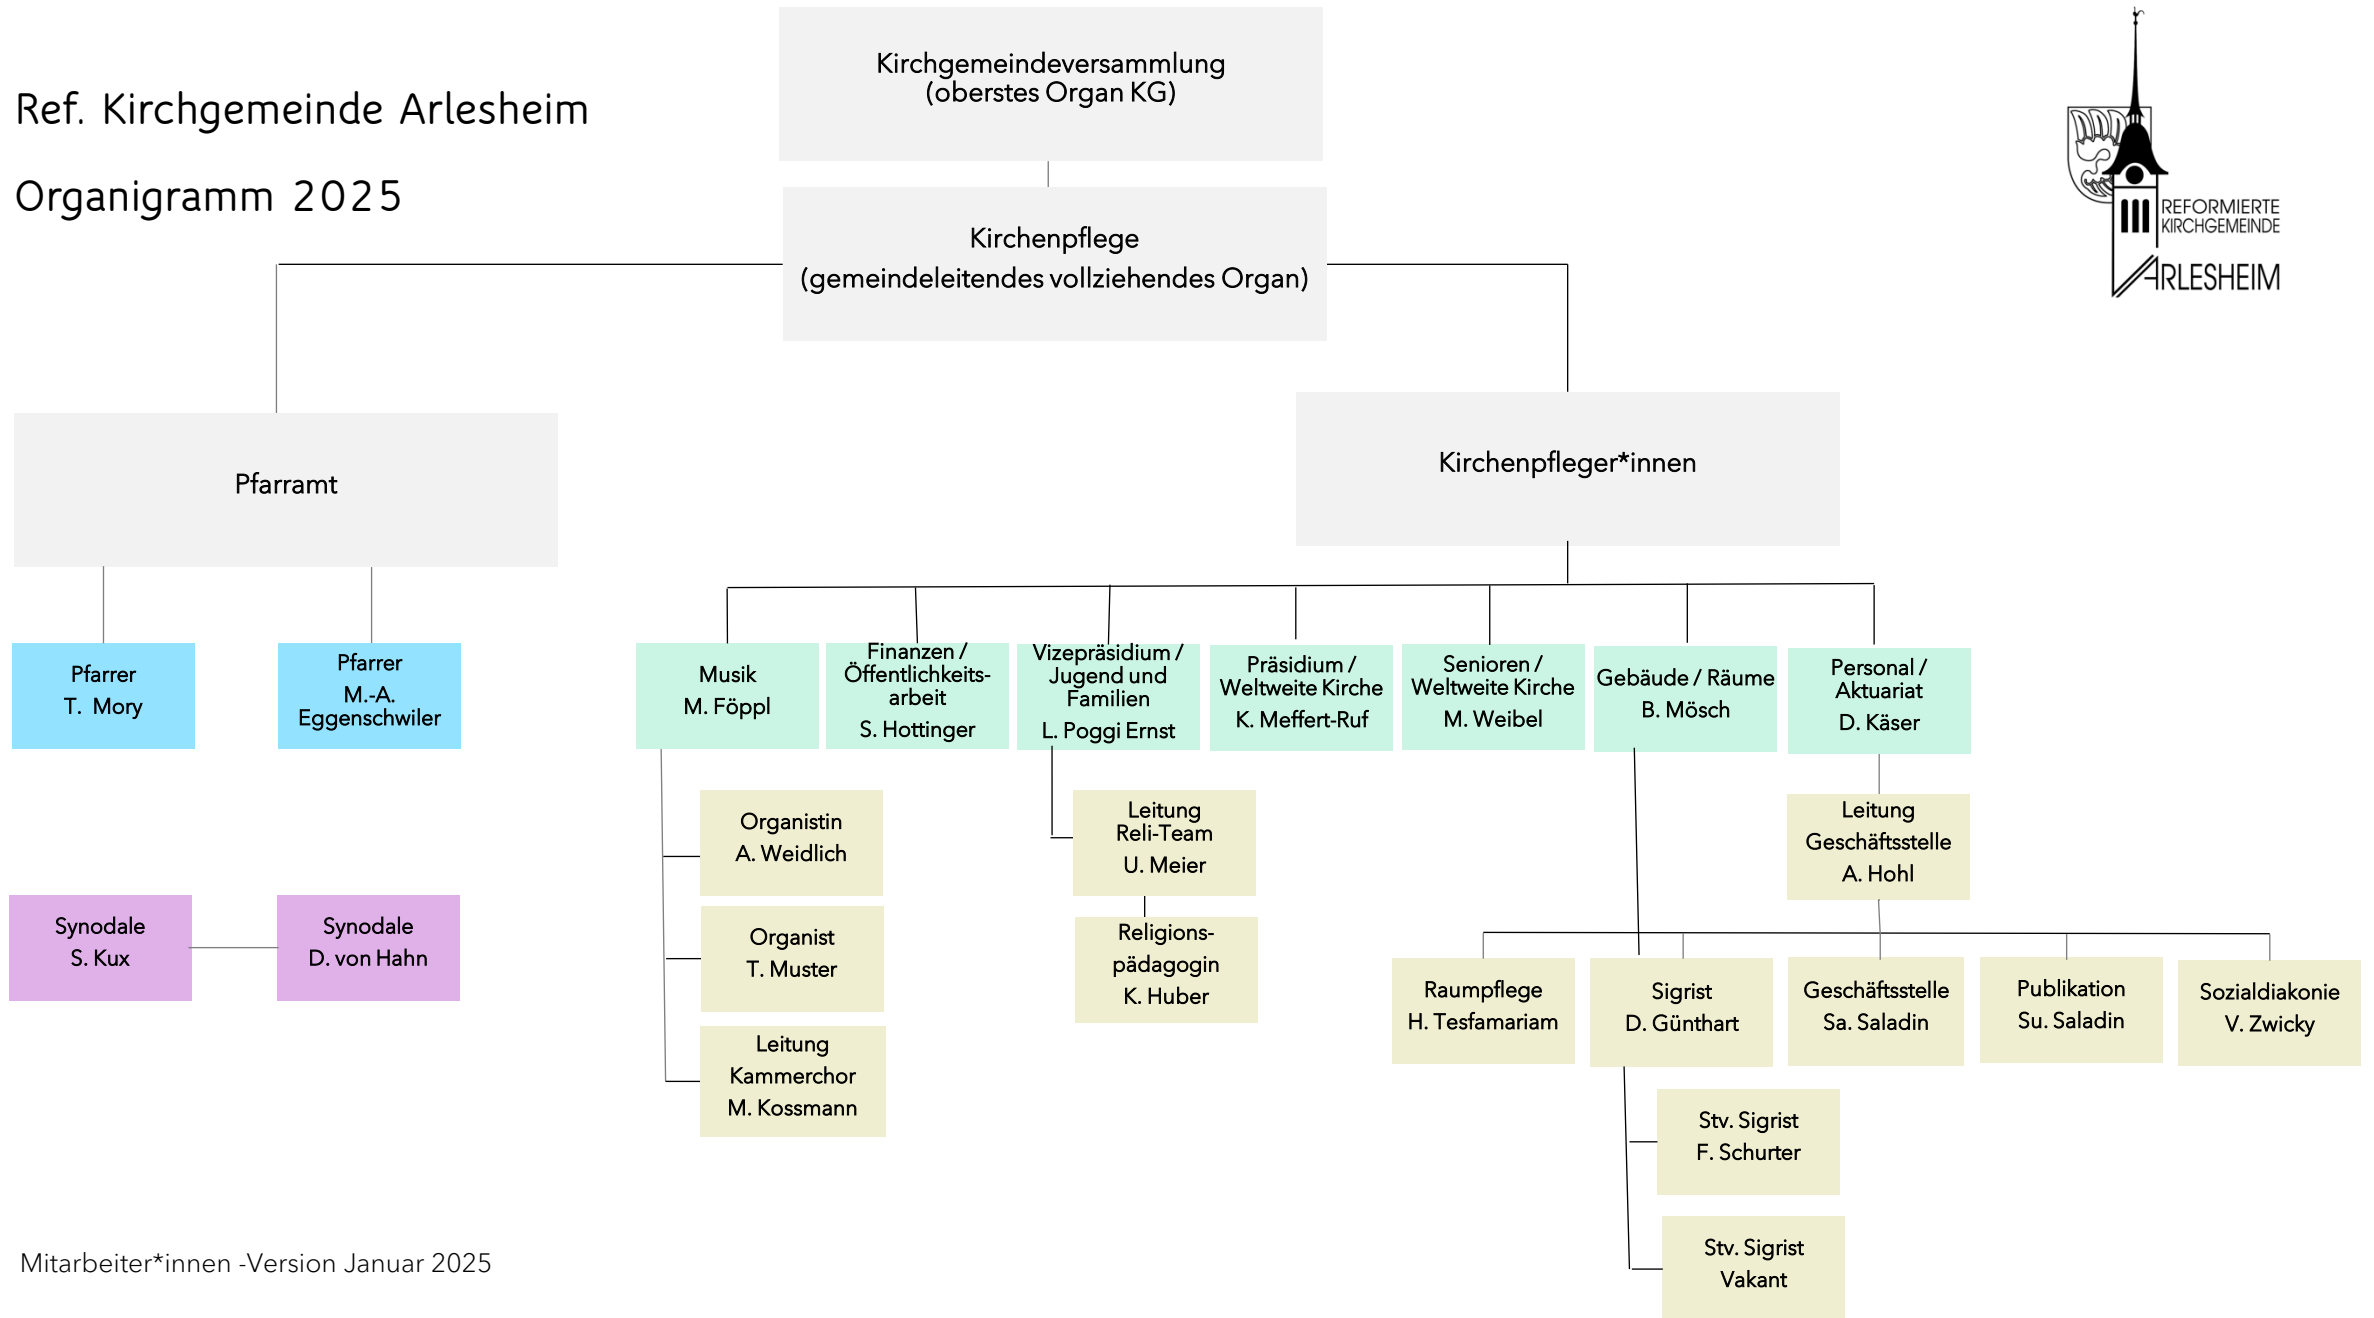 Kirchgemeindeversammlung
(oberstes Organ KG)
Ref. Kirchgemeinde Arlesheim
Organigramm 2025
REFORMIERTE
KIRCHGEMEINDE
ARLESHEIM
Kirchenpflege
(gemeindeleitendes vollziehendes Organ)
Pfarramt
Kirchenpfleger*innen
Pfarrer
T. Mory
Pfarrer
M.-A.
Eggenschwiler
Musik
M. Föppl
Finanzen /
Öffentlichkeits-
arbeit
S. Hottinger
Vizepräsidium /
Jugend und
Familien
L. Poggi Ernst
Präsidium /
Weltweite Kirche
K. Meffert-Ruf
Senioren /
Weltweite Kirche
M. Weibel
Gebäude / Räume
B. Mösch
Personal /
Aktuariat
D. Käser
Organistin
A. Weidlich
Leitung
Reli-Team
U. Meier
Leitung
Geschäftsstelle
A. Hohl
Synodale
S. Kux
Synodale
D. von Hahn
Organist
T. Muster
Religions-
pädagogin
K. Huber
Raumpflege
H. Tesfamariam
Sigrist
D. Günthart
Geschäftsstelle
Sa. Saladin
Publikation
Su. Saladin
Sozialdiakonie
V. Zwicky
Leitung
Kammerchor
M. Kossmann
Stv. Sigrist
F. Schurter
Stv. Sigrist
Vakant
Mitarbeiter*innen -Version Januar 2025